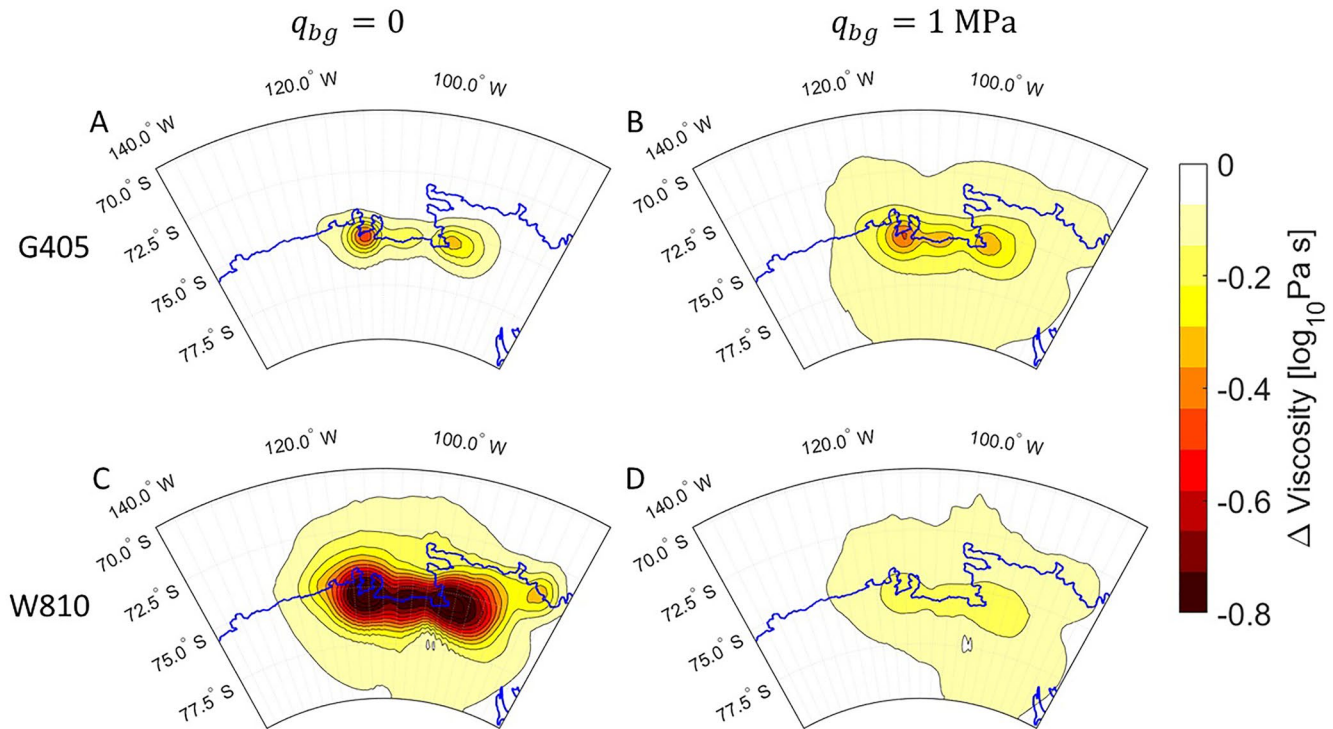 q_bg = 0
q_bg = 1 MPa
A
120.0° W
100.0° W
140.0° W
70.0° S
72.5° S
75.0° S
77.5° S
B
120.0° W
100.0° W
140.0° W
70.0° S
72.5° S
75.0° S
77.5° S
G405
C
120.0° W
100.0° W
140.0° W
70.0° S
72.5° S
75.0° S
77.5° S
D
120.0° W
100.0° W
140.0° W
70.0° S
72.5° S
75.0° S
77.5° S
W810
0
-0.2
-0.4
-0.6
-0.8
Δ Viscosity [log₁₀Pa s]